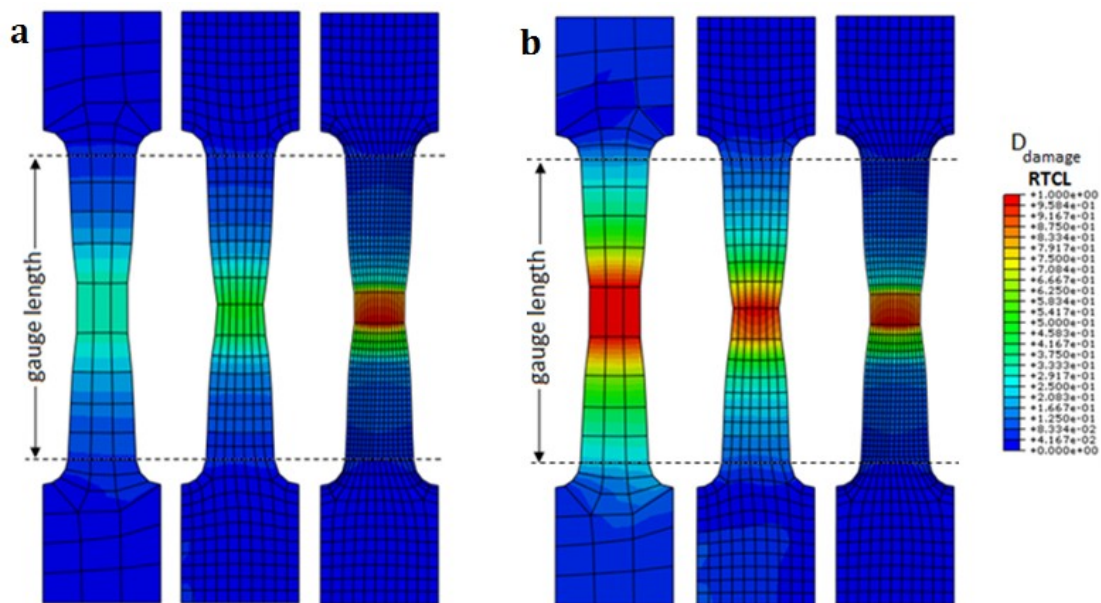 a
b
gauge length
gauge length
D
damage
RTCL
+1.000e+00
+9.584e-01
+9.167e-01
+8.750e-01
+8.334e-01
+7.917e-01
+7.500e-01
+7.084e-01
+6.667e-01
+6.250e-01
+5.834e-01
+5.417e-01
+5.000e-01
+4.583e-01
+4.167e-01
+3.750e-01
+3.333e-01
+2.917e-01
+2.500e-01
+2.083e-01
+1.667e-01
+1.250e-01
+8.334e-02
+4.167e-02
+0.000e+00